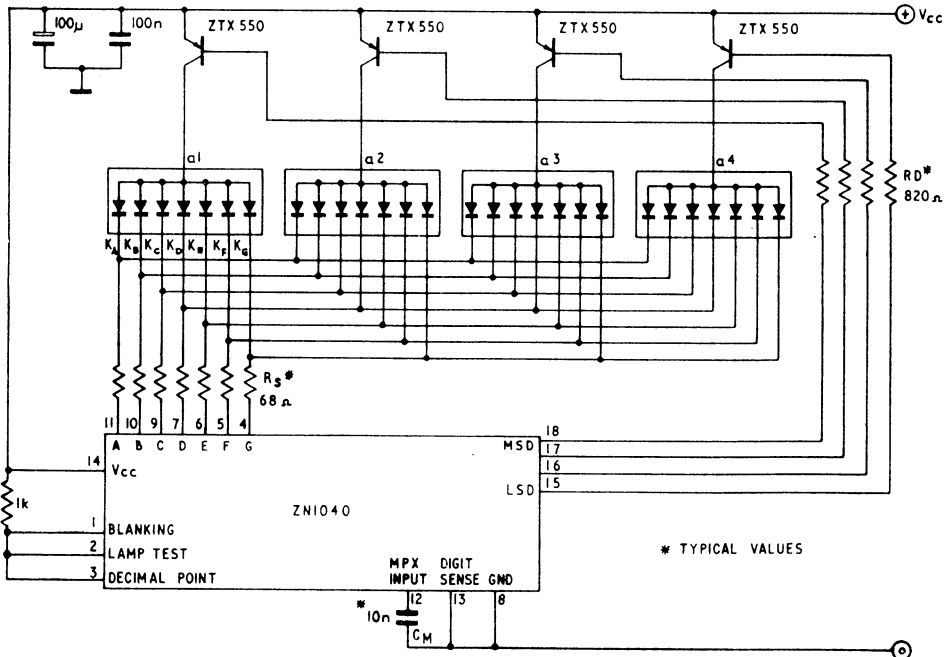 100μ
100n
ZTX 550
ZTX 550
ZTX 550
ZTX 550
+ Vcc
a1
a2
a3
a4
RD*
820Ω
KA KB KC KD KE KF KG
RS*
68Ω
11 10 9 7 6 5 4
A B C D E F G
MSD 18
17
16
LSD 15
14 Vcc
1k
ZN1040
1 BLANKING
2 LAMP TEST
3 DECIMAL POINT
* TYPICAL VALUES
MPX DIGIT
INPUT SENSE GND
12 13 8
*10n
CM